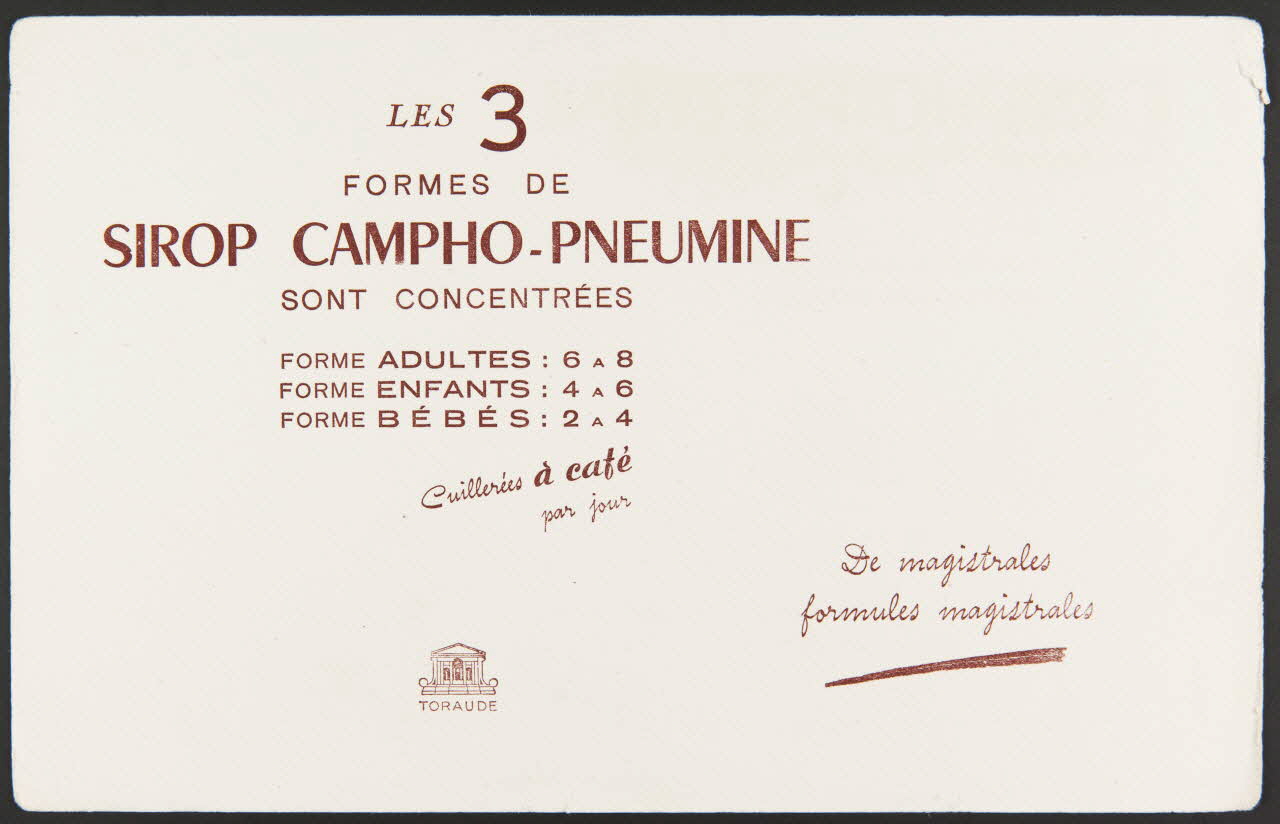 LES 3
FORMES DE
SIROP CAMPHO-PNEUMINE
SONT CONCENTRÉES
FORME ADULTES : 6 A 8
FORME ENFANTS : 4 A 6
FORME BÉBÉS : 2 A 4
Cuillerées à café
par jour
De magistrales
formules magistrales
TORAUDE